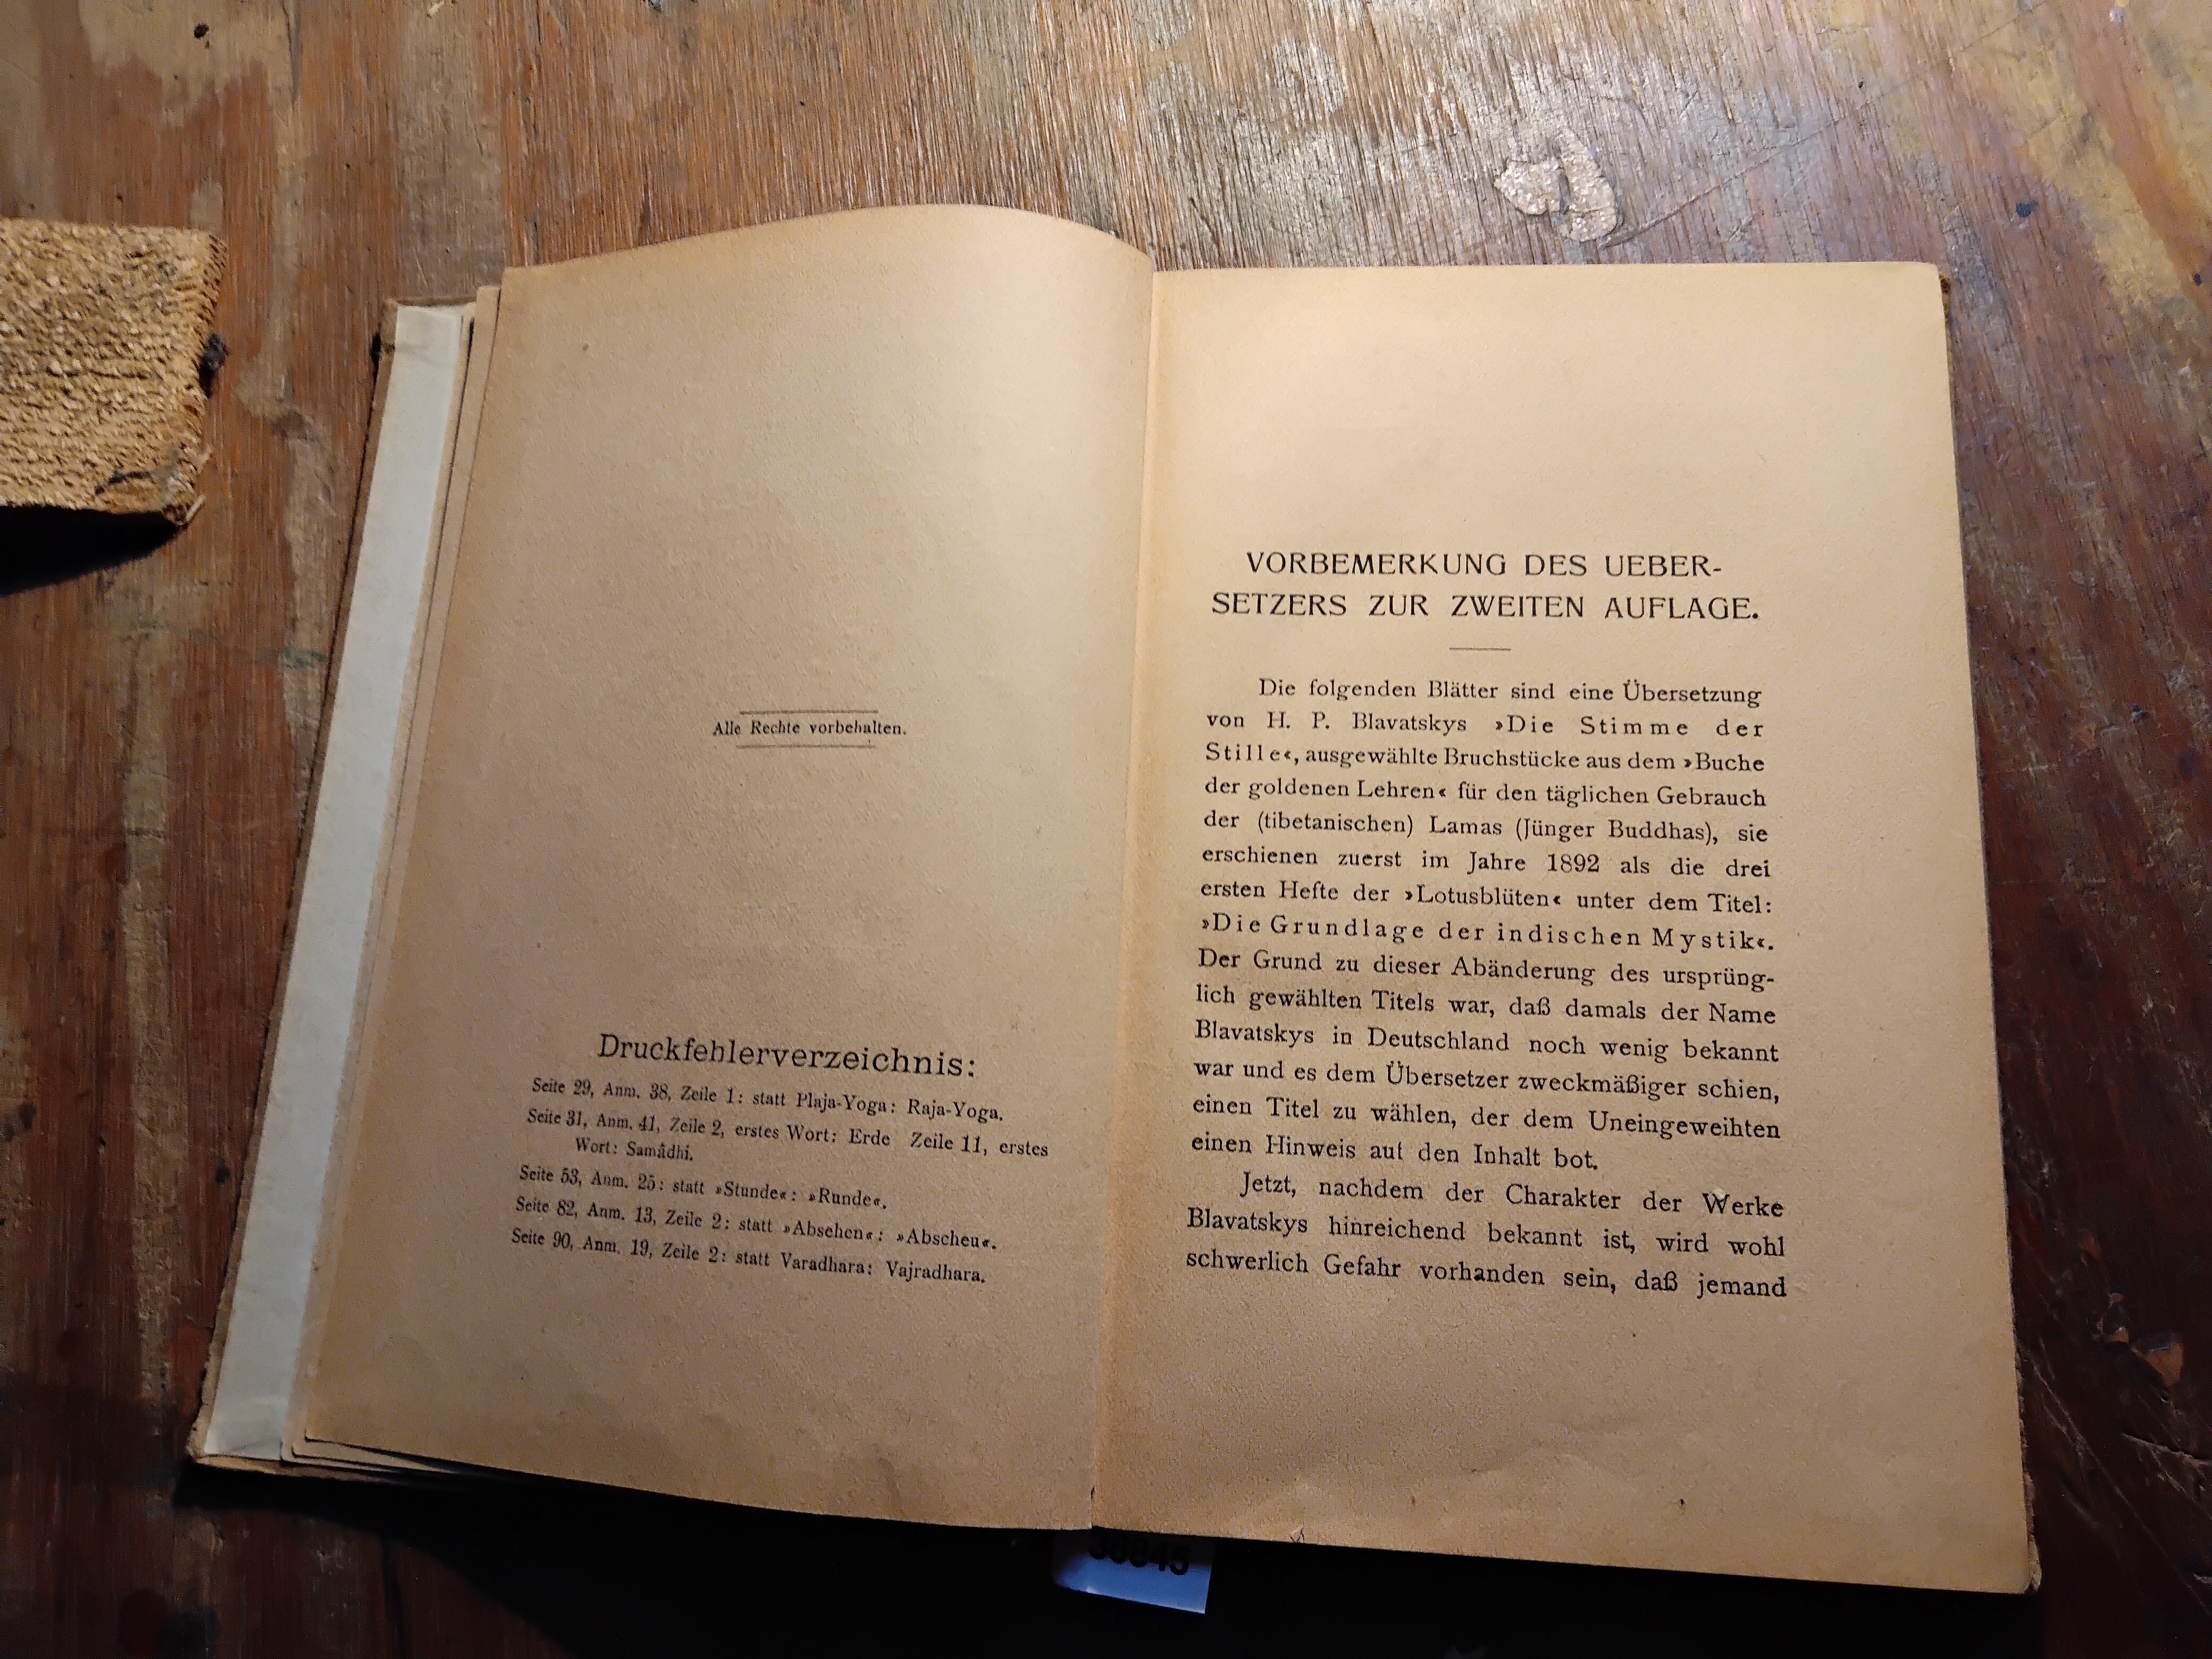 Alle Rechte vorbehalten.
Druckfehlerverzeichnis:
Seite 29, Anm. 38, Zeile 1: statt Plaja-Yoga: Raja-Yoga.
Seite 31, Anm. 41, Zeile 2, erstes Wort: Erde Zeile 11, erstes
Wort: Samâdhi.
Seite 53, Anm. 25: statt »Stunde«: »Runde«.
Seite 82, Anm. 13, Zeile 2: statt »Absehen«: »Abscheu«.
Seite 90, Anm. 19, Zeile 2: statt Varadhara: Vajradhara.
VORBEMERKUNG DES UEBER-
SETZERS ZUR ZWEITEN AUFLAGE.
Die folgenden Blätter sind eine Übersetzung
von H. P. Blavatskys »Die Stimme der
Stille«, ausgewählte Bruchstücke aus dem »Buche
der goldenen Lehren« für den täglichen Gebrauch
der (tibetanischen) Lamas (Jünger Buddhas), sie
erschienen zuerst im Jahre 1892 als die drei
ersten Hefte der »Lotusblüten« unter dem Titel:
»Die Grundlage der indischen Mystik«.
Der Grund zu dieser Abänderung des ursprüng-
lich gewählten Titels war, daß damals der Name
Blavatskys in Deutschland noch wenig bekannt
war und es dem Übersetzer zweckmäßiger schien,
einen Titel zu wählen, der dem Uneingeweihten
einen Hinweis auf den Inhalt bot.
Jetzt, nachdem der Charakter der Werke
Blavatskys hinreichend bekannt ist, wird wohl
schwerlich Gefahr vorhanden sein, daß jemand